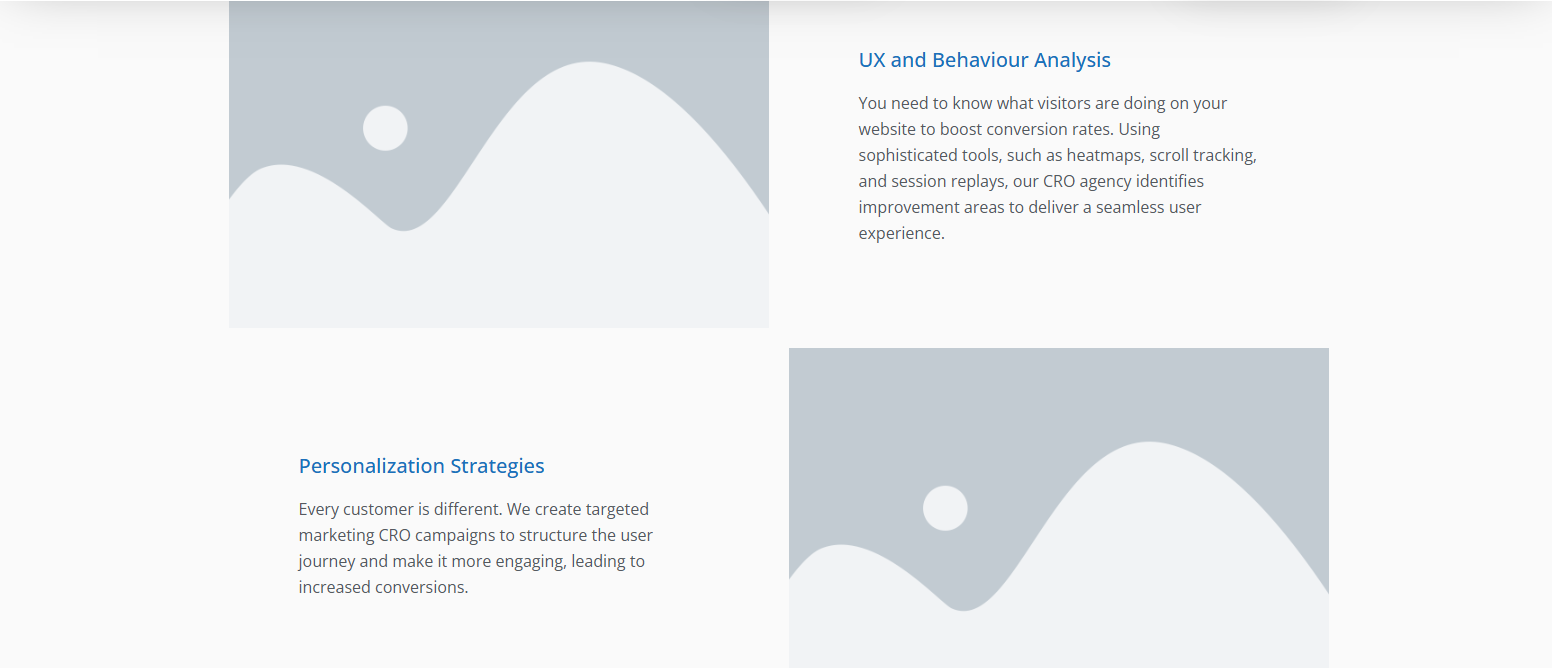 UX and Behaviour Analysis
You need to know what visitors are doing on your
website to boost conversion rates. Using
sophisticated tools, such as heatmaps, scroll tracking,
and session replays, our CRO agency identifies
improvement areas to deliver a seamless user
experience.
Personalization Strategies
Every customer is different. We create targeted
marketing CRO campaigns to structure the user
journey and make it more engaging, leading to
increased conversions.